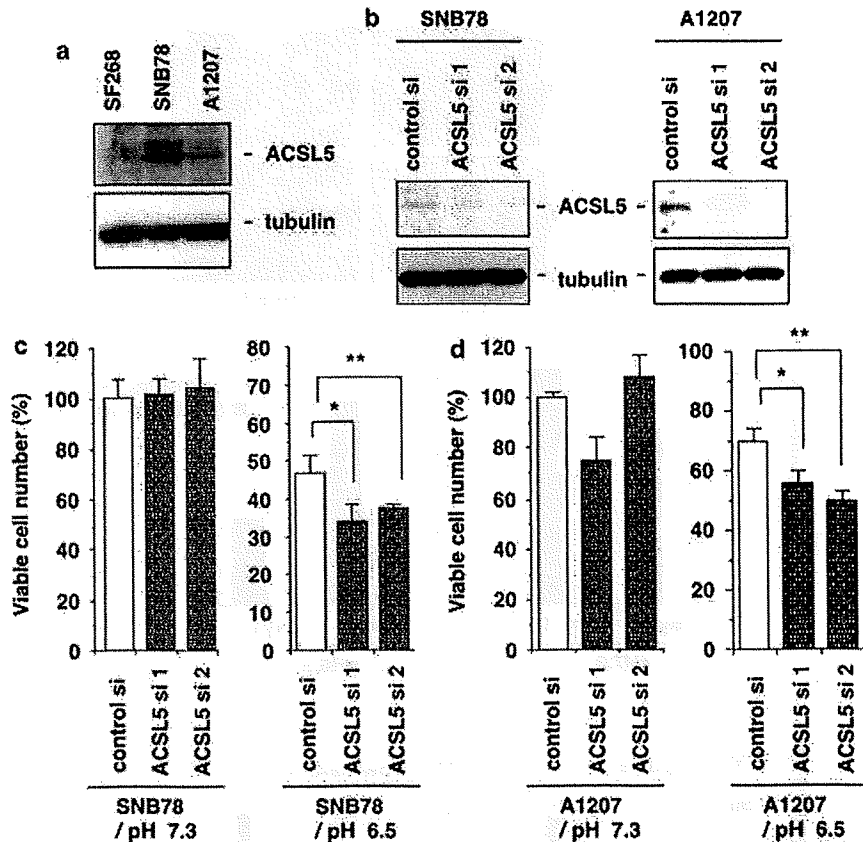 a
SF268
SNB78
A1207
- ACSL5
- tubulin
b
SNB78
A1207
control si
ACSL5 si 1
ACSL5 si 2
control si
ACSL5 si 1
ACSL5 si 2
- ACSL5 -
- tubulin -
c
Viable cell number (%)
120
100
80
60
40
20
0
control si
ACSL5 si 1
ACSL5 si 2
SNB78
/ pH 7.3
80
70
60
50
40
30
20
10
0
**
*
control si
ACSL5 si 1
ACSL5 si 2
SNB78
/ pH 6.5
d
Viable cell number (%)
120
100
80
60
40
20
0
control si
ACSL5 si 1
ACSL5 si 2
A1207
/ pH 7.3
100
80
60
40
20
0
**
*
control si
ACSL5 si 1
ACSL5 si 2
A1207
/ pH 6.5